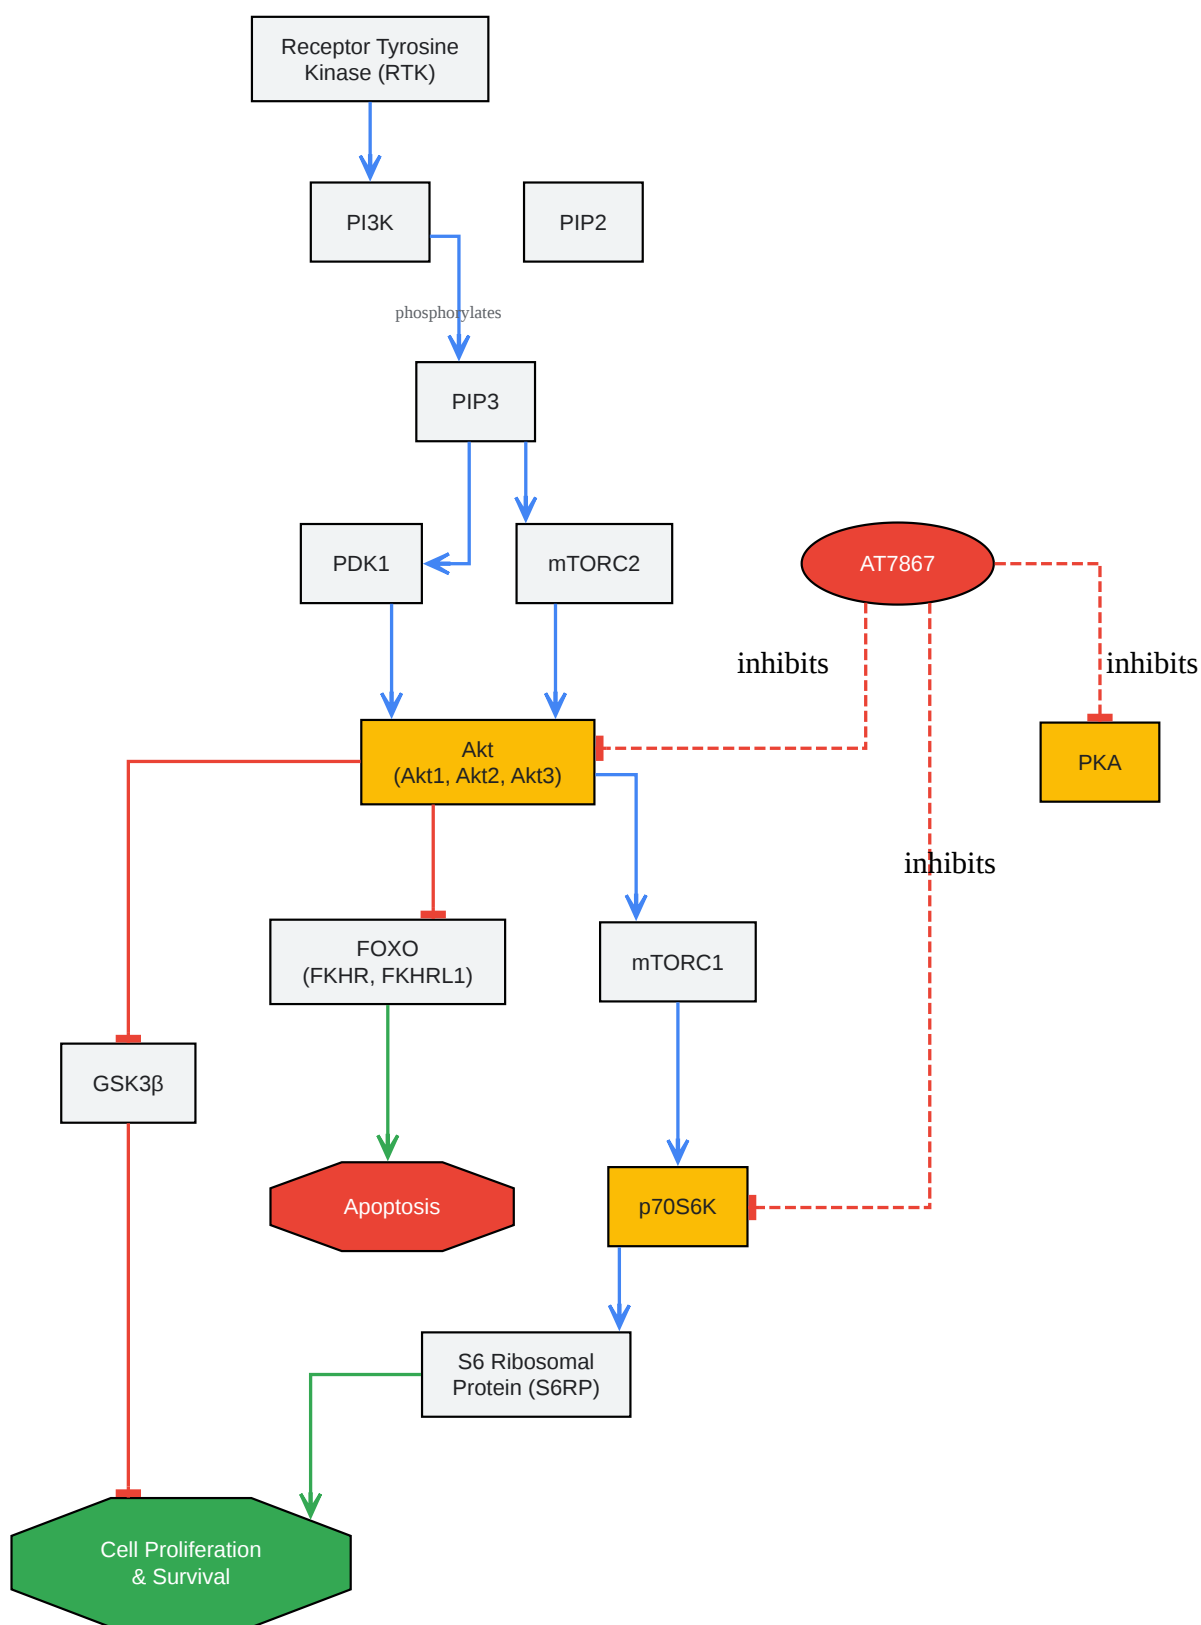 Receptor Tyrosine
Kinase (RTK)
PI3K
PIP2
phosphorylates
PIP3
PDK1
mTORC2
AT7867
inhibits
inhibits
Akt
(Akt1, Akt2, Akt3)
PKA
inhibits
FOXO
(FKHR, FKHRL1)
mTORC1
GSK3β
Apoptosis
p70S6K
S6 Ribosomal
Protein (S6RP)
Cell Proliferation
& Survival